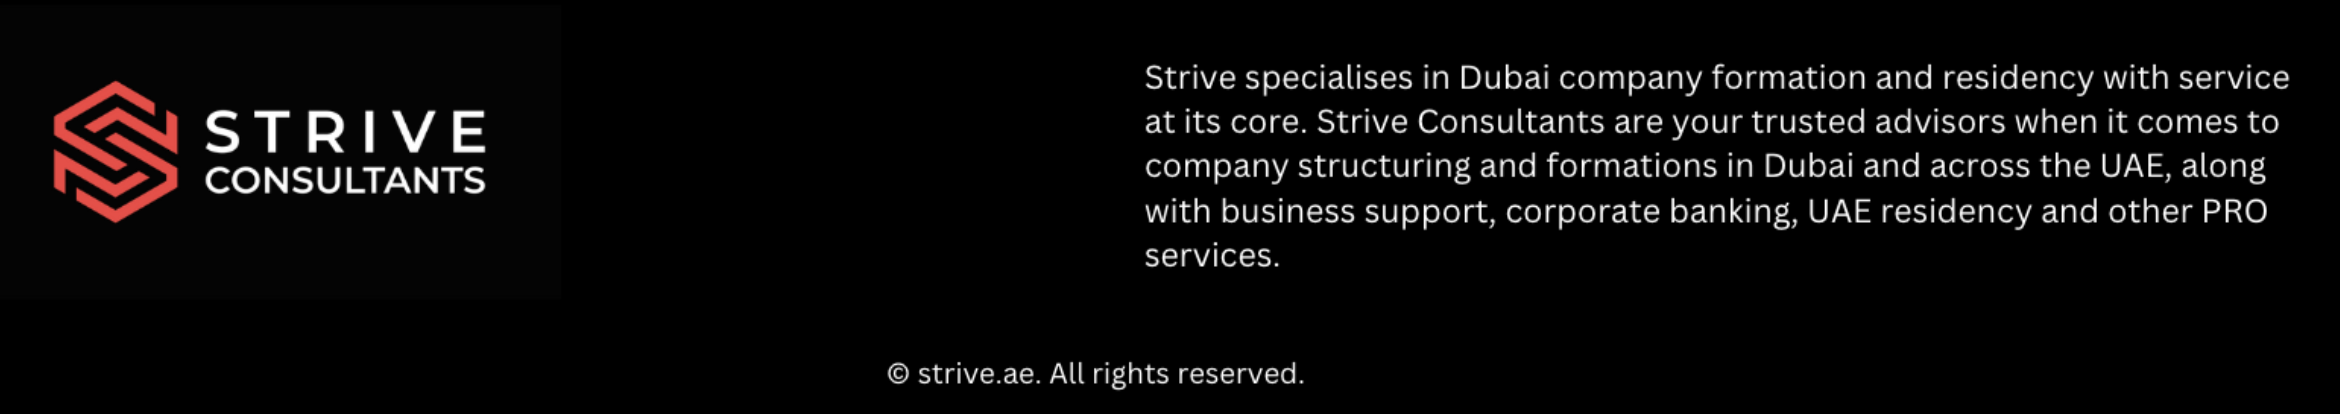 STRIVE
CONSULTANTS
Strive specialises in Dubai company formation and residency with service
at its core. Strive Consultants are your trusted advisors when it comes to
company structuring and formations in Dubai and across the UAE, along
with business support, corporate banking, UAE residency and other PRO
services.
© strive.ae. All rights reserved.